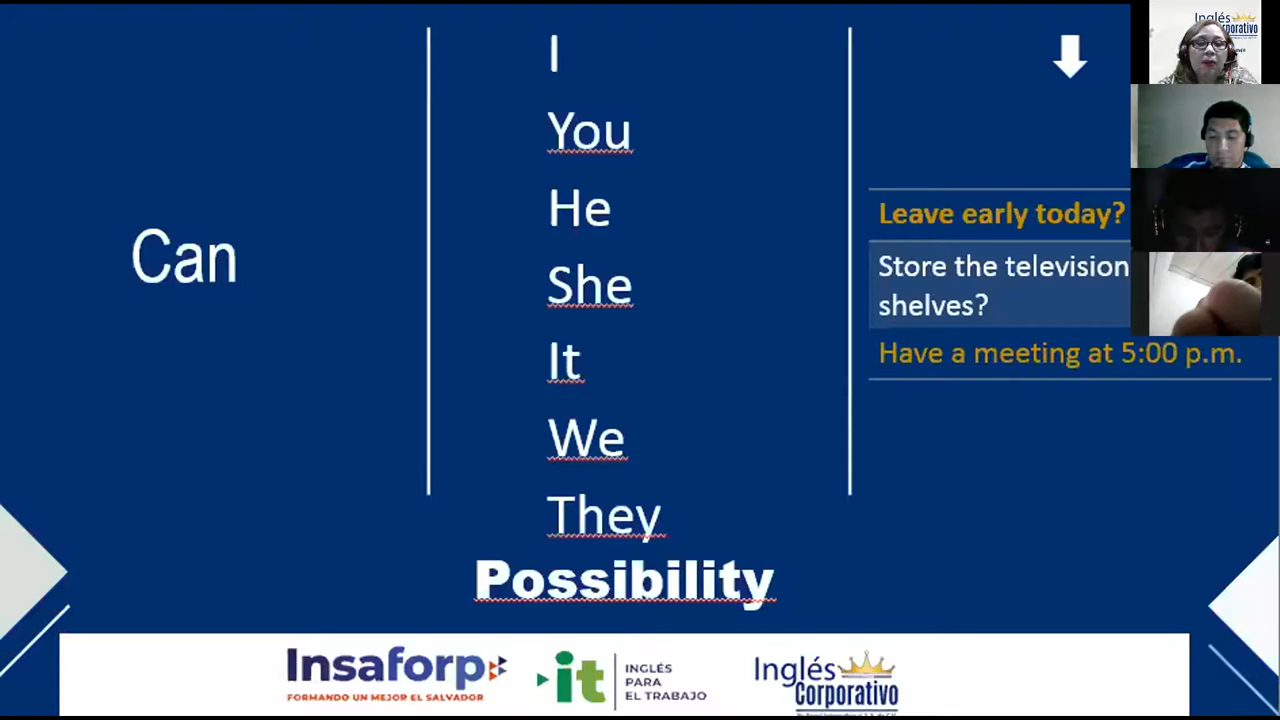 Can
I
You
He
She
It
We
They
Possibility
Leave early today?
Store the television
shelves?
Have a meeting at 5:00 p.m.
Insaforp
FORMANDO UN MEJOR EL SALVADOR
it
INGLÉS
PARA
EL TRABAJO
Inglés
Corporativo
Inglés